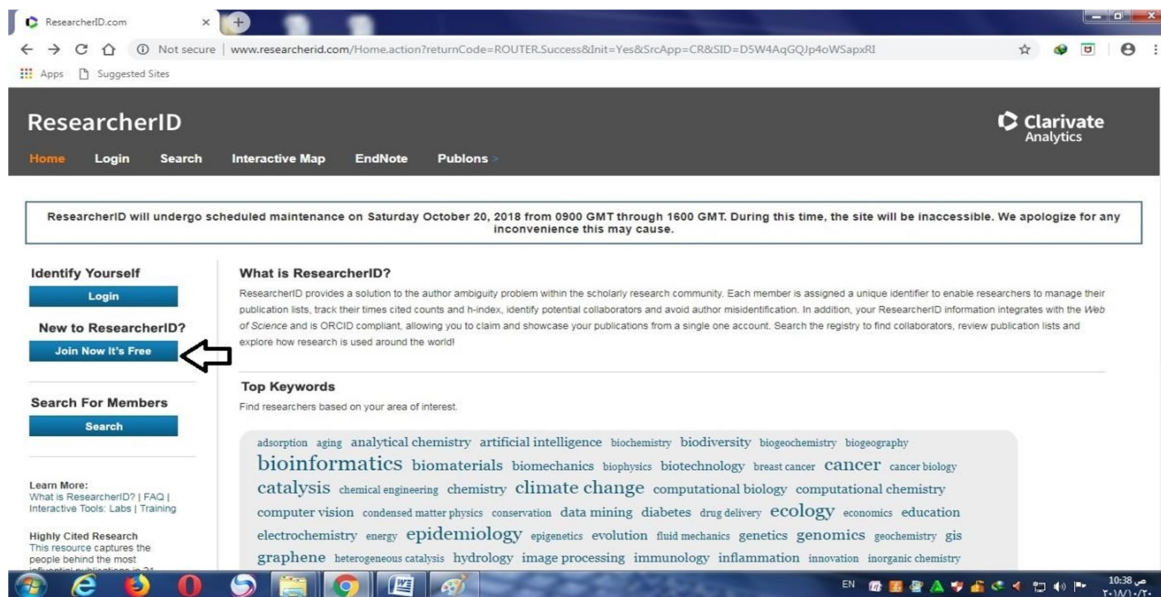 ResearcherID.com
Not secure | www.researcherid.com/Home.action?returnCode=ROUTER.Success&Init=Yes&SrcApp=CR&SID=D5W4AqGQJp4oWSapxRI
Apps Suggested Sites
ResearcherID
Clarivate
Analytics
Home Login Search Interactive Map EndNote Publons >
ResearcherID will undergo scheduled maintenance on Saturday October 20, 2018 from 0900 GMT through 1600 GMT. During this time, the site will be inaccessible. We apologize for any
inconvenience this may cause.
Identify Yourself
Login
New to ResearcherID?
Join Now It's Free
Search For Members
Search
Learn More:
What is ResearcherID? | FAQ |
Interactive Tools: Labs | Training
Highly Cited Research
This resource captures the
people behind the most
What is ResearcherID?
ResearcherID provides a solution to the author ambiguity problem within the scholarly research community. Each member is assigned a unique identifier to enable researchers to manage their
publication lists, track their times cited counts and h-index, identify potential collaborators and avoid author misidentification. In addition, your ResearcherID information integrates with the Web
of Science and is ORCID compliant, allowing you to claim and showcase your publications from a single one account. Search the registry to find collaborators, review publication lists and
explore how research is used around the world!
Top Keywords
Find researchers based on your area of interest.
adsorption aging analytical chemistry artificial intelligence biochemistry biodiversity biogeochemistry biogeography
bioinformatics biomaterials biomechanics biophysics biotechnology breast cancer cancer cancer biology
catalysis chemical engineering chemistry climate change computational biology computational chemistry
computer vision condensed matter physics conservation data mining diabetes drug delivery ecology economics education
electrochemistry energy epidemiology epigenetics evolution fluid mechanics genetics genomics geochemistry gis
graphene heterogeneous catalysis hydrology image processing immunology inflammation innovation inorganic chemistry
EN
10:38 ص
٢٠١٨/١٠/٢٠